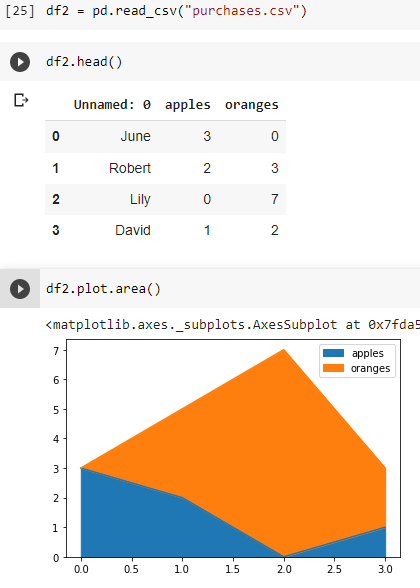 [25] df2 = pd.read_csv("purchases.csv")
df2.head()
Unnamed: 0 apples oranges
0 June 3 0
1 Robert 2 3
2 Lily 0 7
3 David 1 2
df2.plot.area()
<matplotlib.axes._subplots.AxesSubplot at 0x7fda5
apples
oranges
7
6
5
4
3
2
1
0
0.0 0.5 1.0 1.5 2.0 2.5 3.0